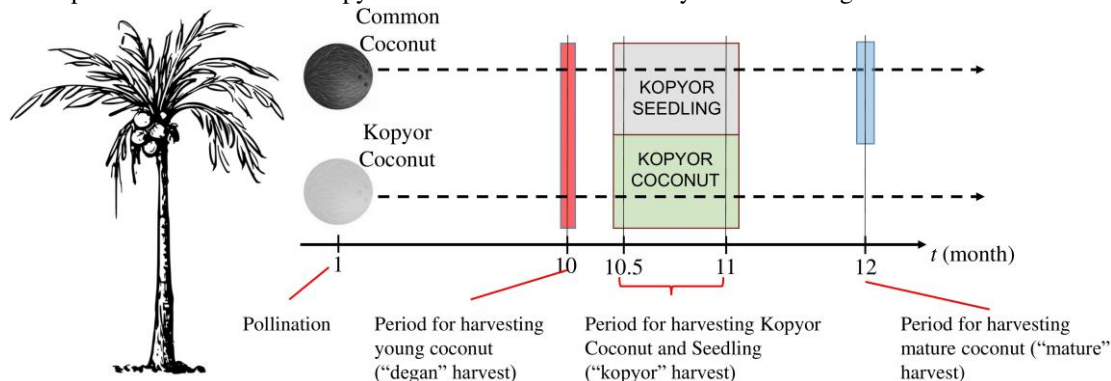 Common
Coconut
KOPYOR
SEEDLING
Kopyor
Coconut
KOPYOR
COCONUT
1
10
10.5
11
12
t (month)
Pollination
Period for harvesting
young coconut
(“degan” harvest)
Period for harvesting Kopyor
Coconut and Seedling
(“kopyor” harvest)
Period for harvesting
mature coconut (“mature”
harvest)